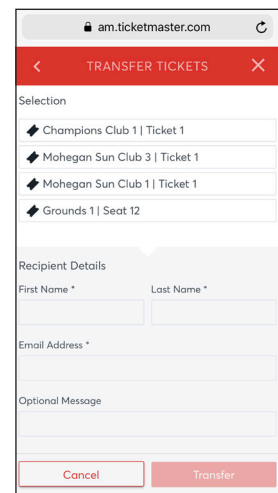 am.ticketmaster.com
TRANSFER TICKETS
Selection
Champions Club 1 | Ticket 1
Mohegan Sun Club 3 | Ticket 1
Mohegan Sun Club 1 | Ticket 1
Grounds 1 | Seat 12
Recipient Details
First Name * Last Name *
Email Address *
Optional Message
Cancel Transfer